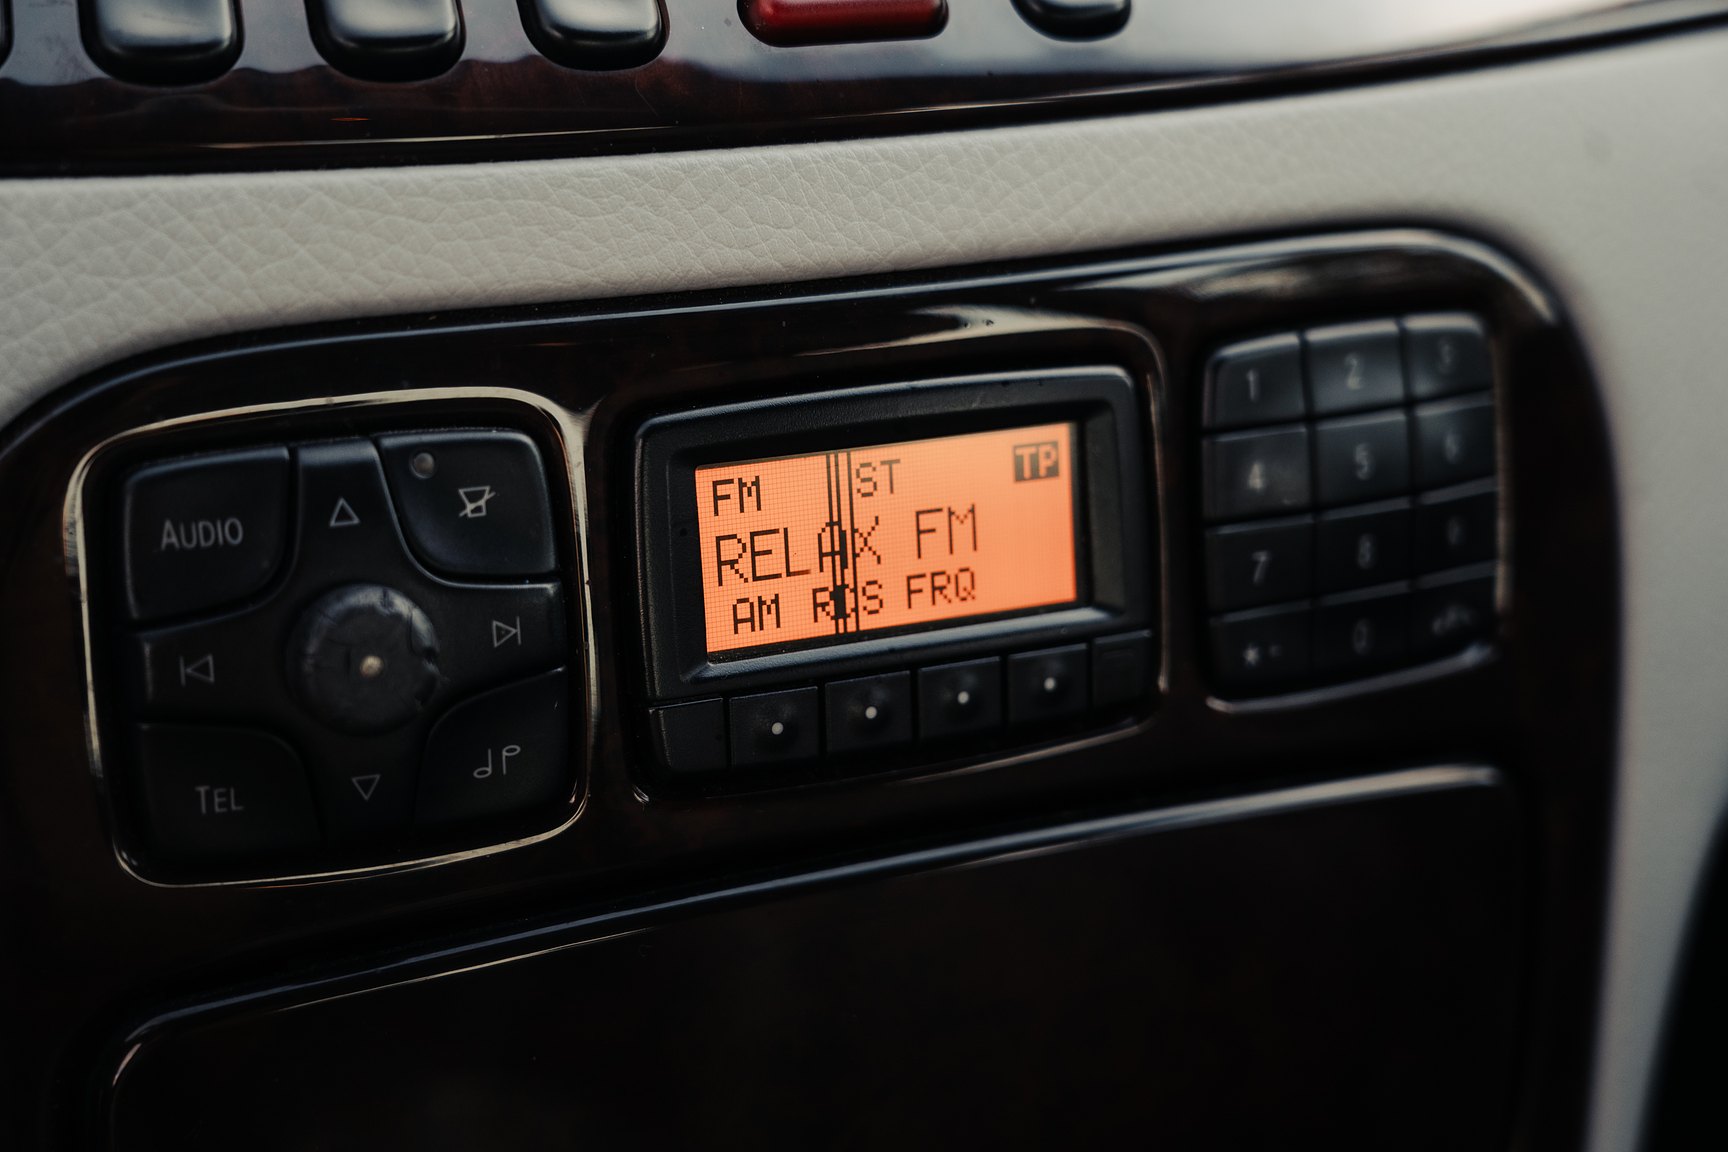 AUDIO
TEL
FM ST TP
RELAX FM
AM RCS FRQ
1 2 3
4 5 6
7 8 9
* 0